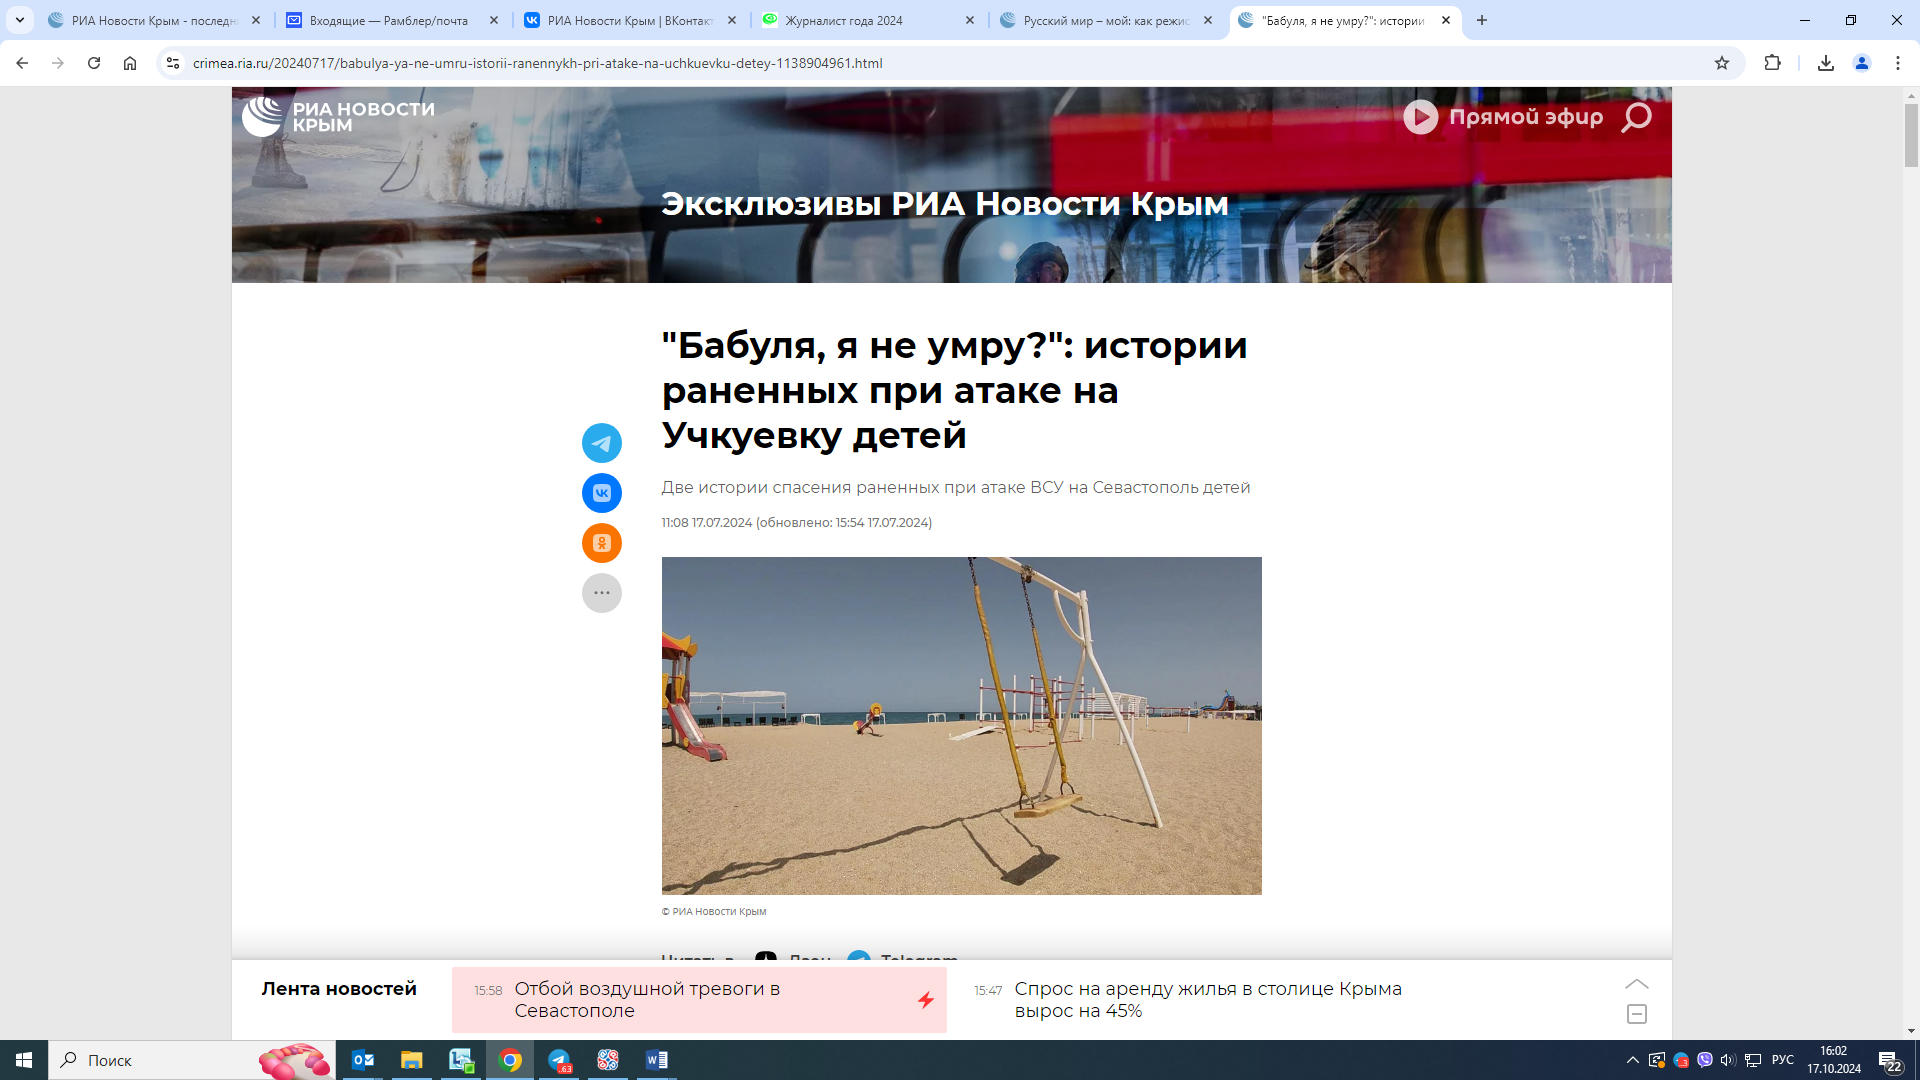 РИА Новости Крым - последн
Входящие — Рамблер/почта
РИА Новости Крым | ВКонтакт
Журналист года 2024
Русский мир – мой: как режис
"Бабуля, я не умру?": истории
crimea.ria.ru/20240717/babulya-ya-ne-umru-istorii-ranennykh-pri-atake-na-uchkuevku-detey-1138904961.html
РИА НОВОСТИ
КРЫМ
Прямой эфир
Эксклюзивы РИА Новости Крым
"Бабуля, я не умру?": истории
раненных при атаке на
Учкуевку детей
Две истории спасения раненных при атаке ВСУ на Севастополь детей
11:08 17.07.2024 (обновлено: 15:54 17.07.2024)
© РИА Новости Крым
Читать в Дзен Telegram
Лента новостей
15:58 Отбой воздушной тревоги в
Севастополе
15:47 Спрос на аренду жилья в столице Крыма
вырос на 45%
Поиск
РУС
16:02
17.10.2024
22